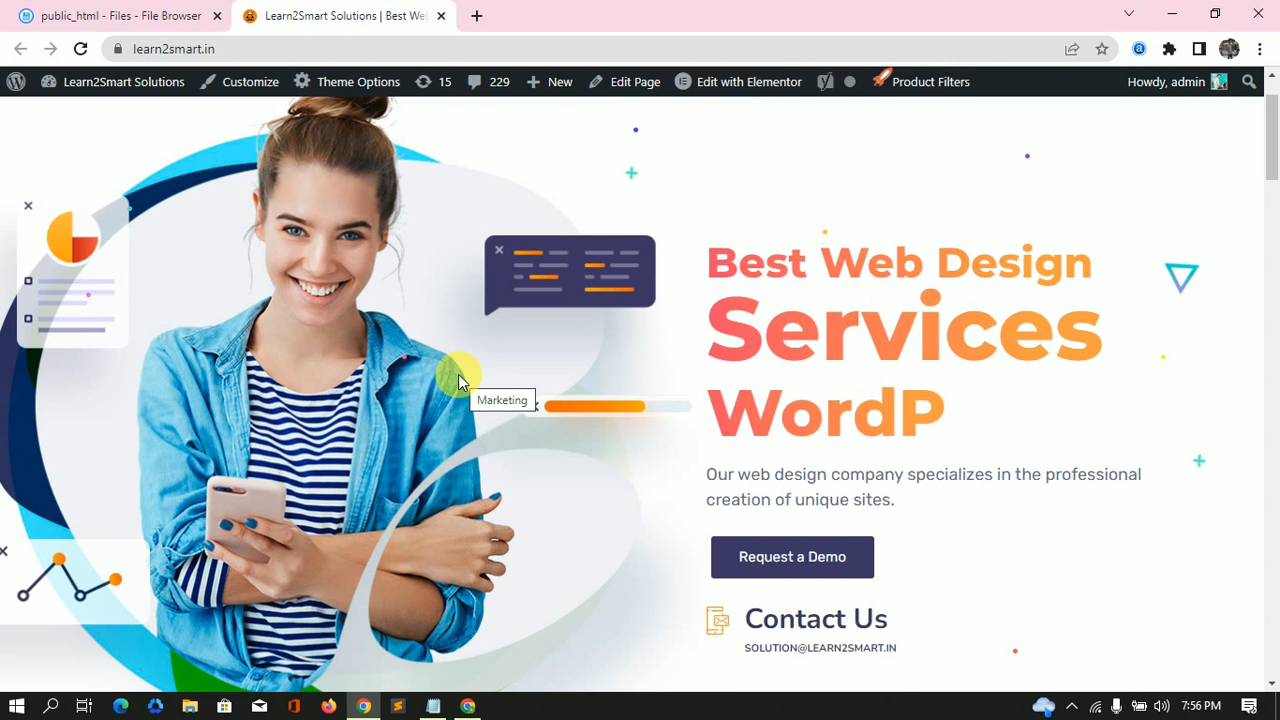 public_html - Files - File Browser
Learn2Smart Solutions | Best Web
learn2smart.in
Learn2Smart Solutions
Customize
Theme Options
15
229
New
Edit Page
Edit with Elementor
Product Filters
Howdy, admin
Best Web Design
Services
WordP
Marketing
Our web design company specializes in the professional
creation of unique sites.
Request a Demo
Contact Us
SOLUTION@LEARN2SMART.IN
7:56 PM